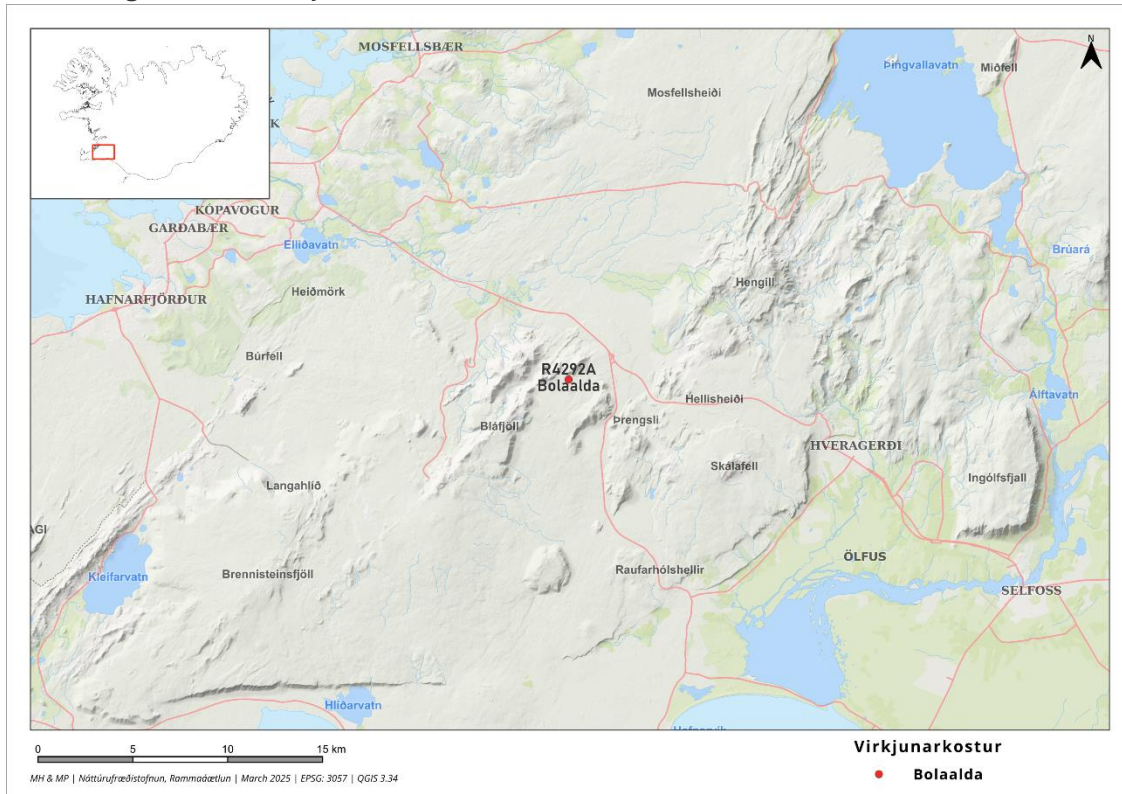 MOSFELLSBÆR
N
Þingvallavatn
Miðfell
Mosfellsheiði
K
KÓPAVOGUR
GARÐABÆR
Elliðavatn
Brúará
Hengill
Heiðmörk
HAFNARFJÖRÐUR
Búrfell
R4292A
Bolaalda
Hellisheiði
Álftavatn
Þrengsli
Bláfjöll
HVERAGERÐI
Skálafell
Ingólfsfjall
Langahlíð
AGI
ÖLFUS
Raufarhólshellir
Kleifarvatn
Brennisteinsfjöll
SELFOSS
Hlíðarvatn
0 5 10 15 km
Virkjunarkostur
Bolaalda
MH & MP | Náttúrufræðistofnun, Rammaáætlun | March 2025 | EPSG: 3057 | QGIS 3.34